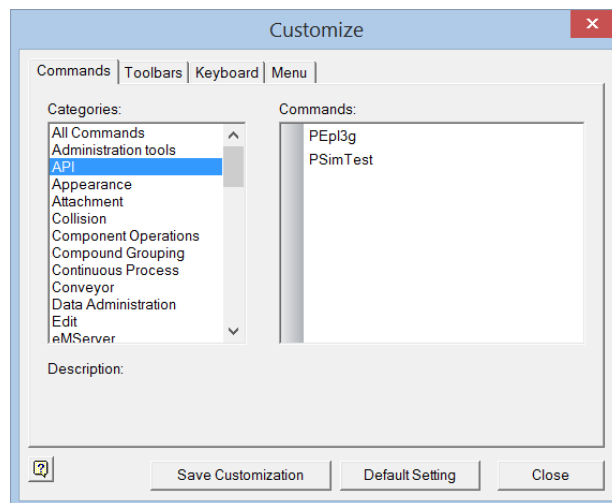 Customize
Commands
Toolbars
Keyboard
Menu
Categories:
All Commands
Administration tools
API
Appearance
Attachment
Collision
Component Operations
Compound Grouping
Continuous Process
Conveyor
Data Administration
Edit
eMServer
Commands:
PEpl3g
PSimTest
Description:
Save Customization
Default Setting
Close